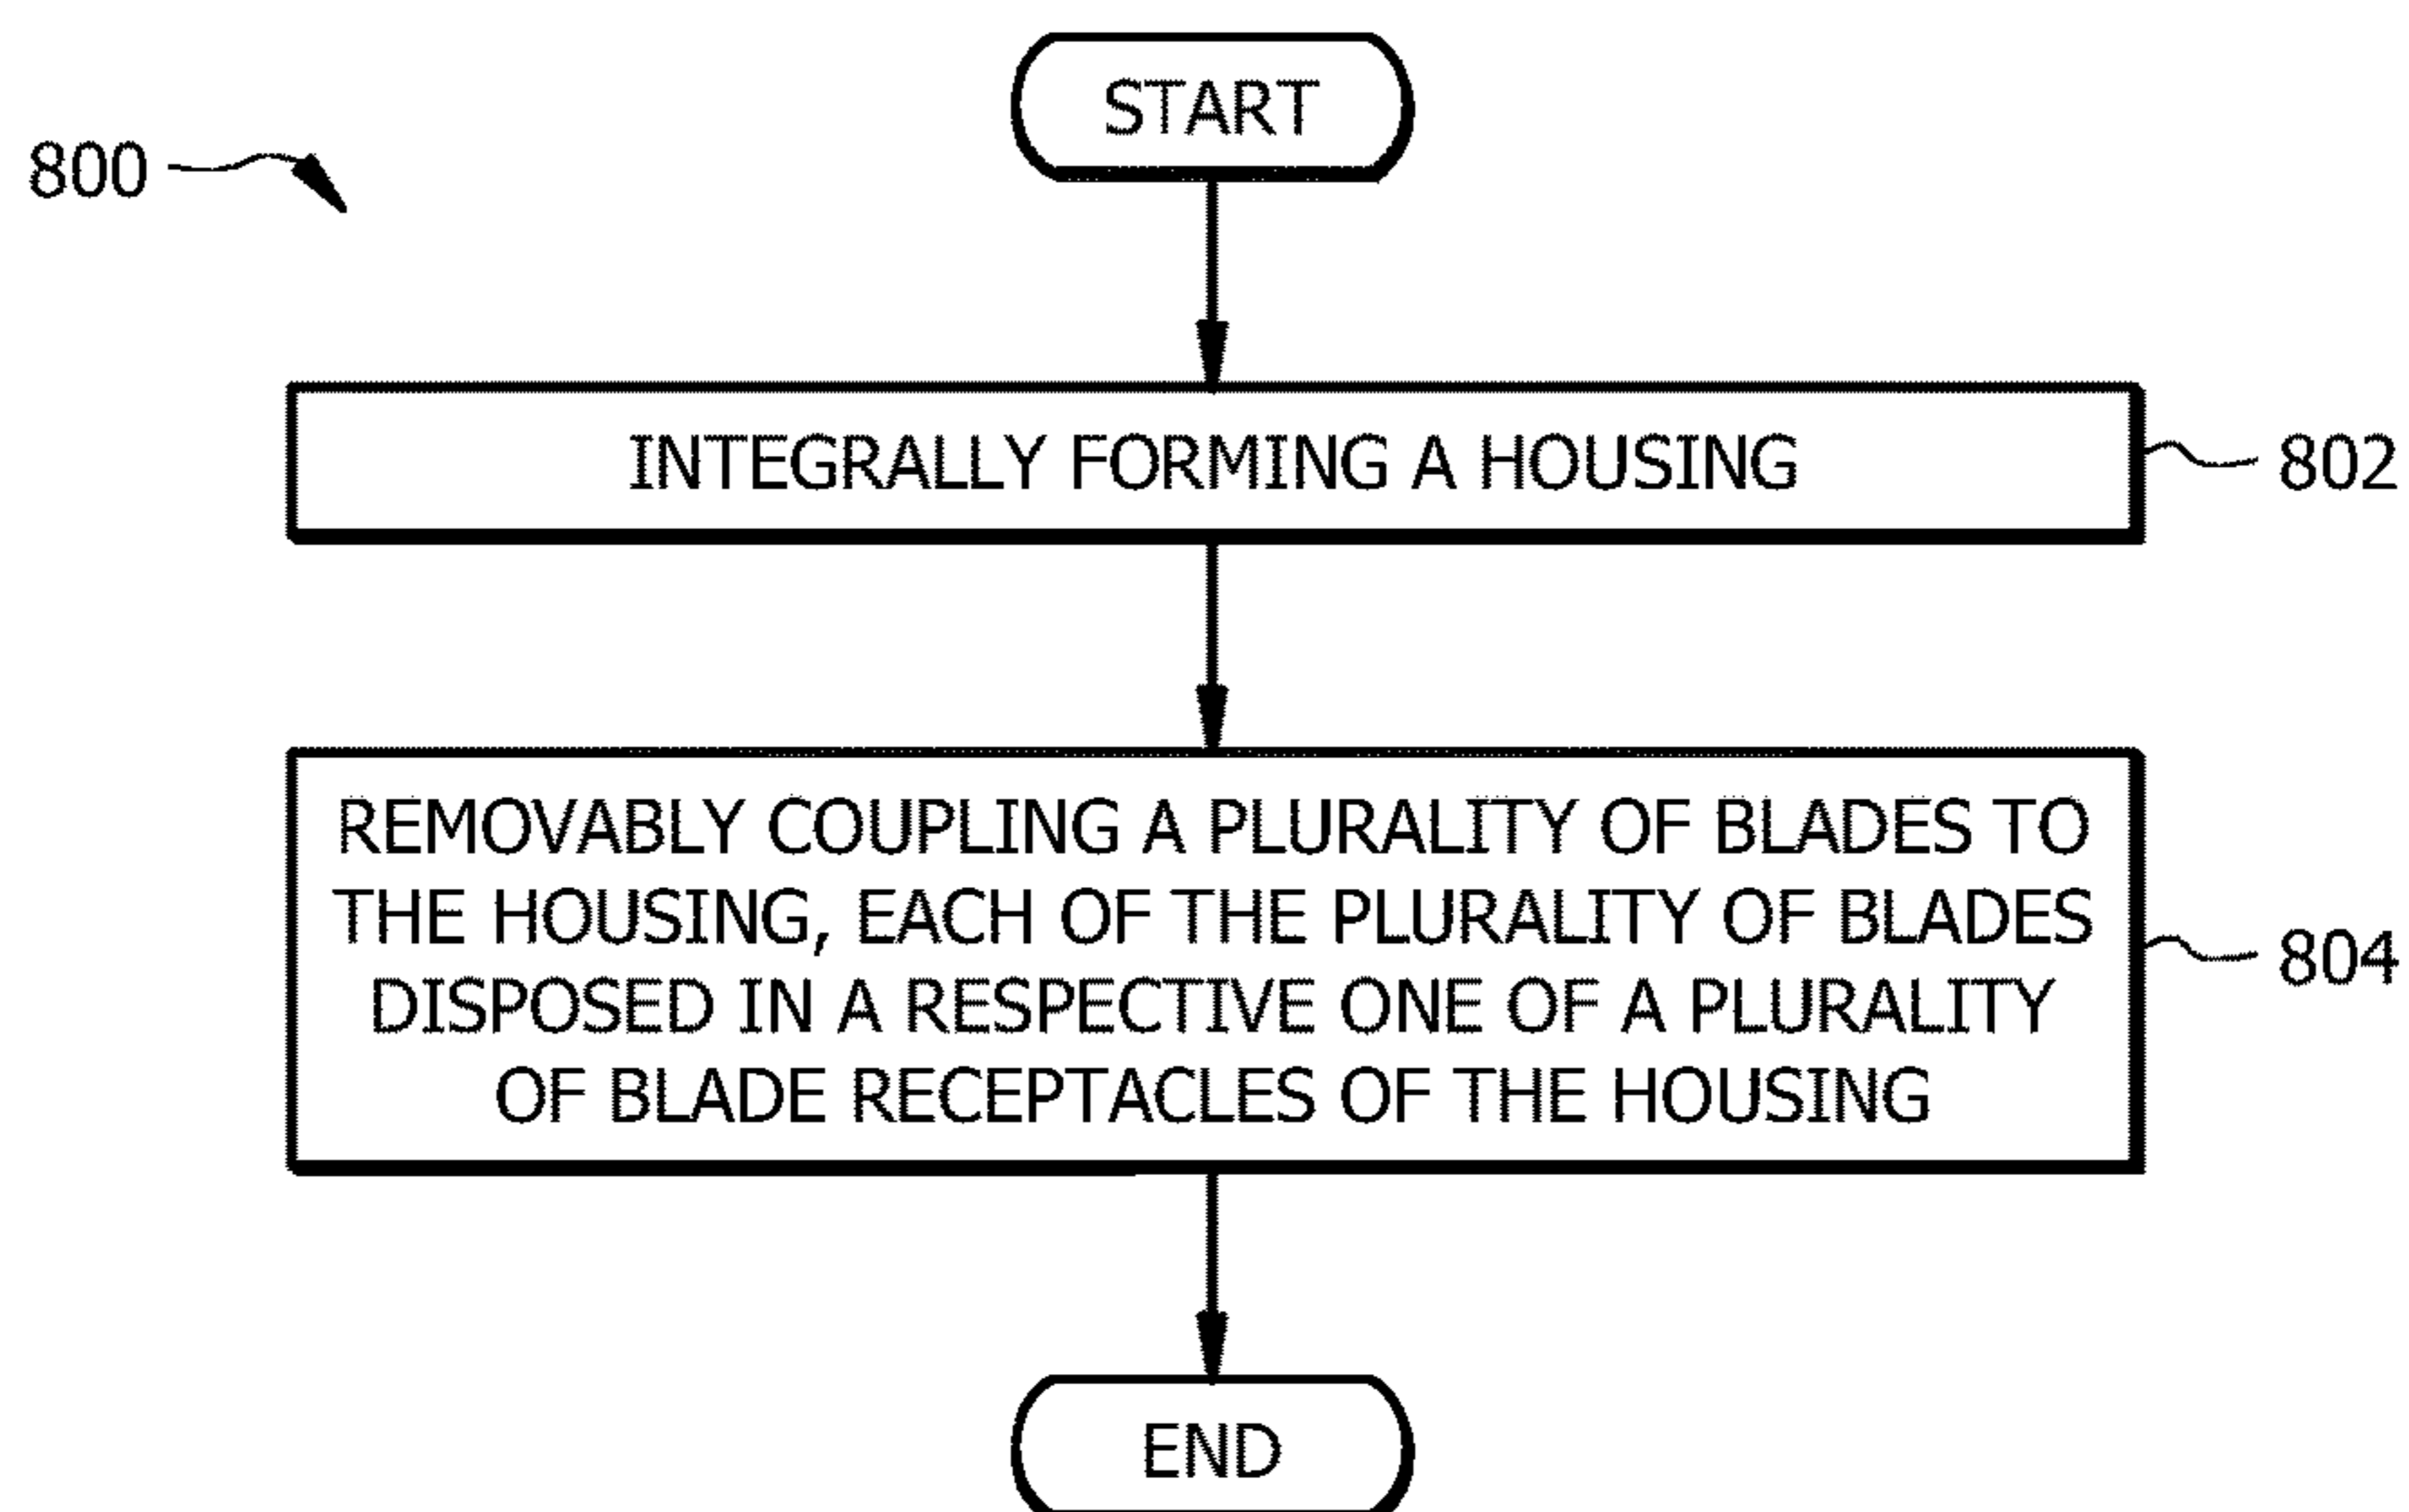 START
800
INTEGRALLY FORMING A HOUSING
802
REMOVABLY COUPLING A PLURALITY OF BLADES TO
THE HOUSING, EACH OF THE PLURALITY OF BLADES
DISPOSED IN A RESPECTIVE ONE OF A PLURALITY
OF BLADE RECEPTACLES OF THE HOUSING
804
END